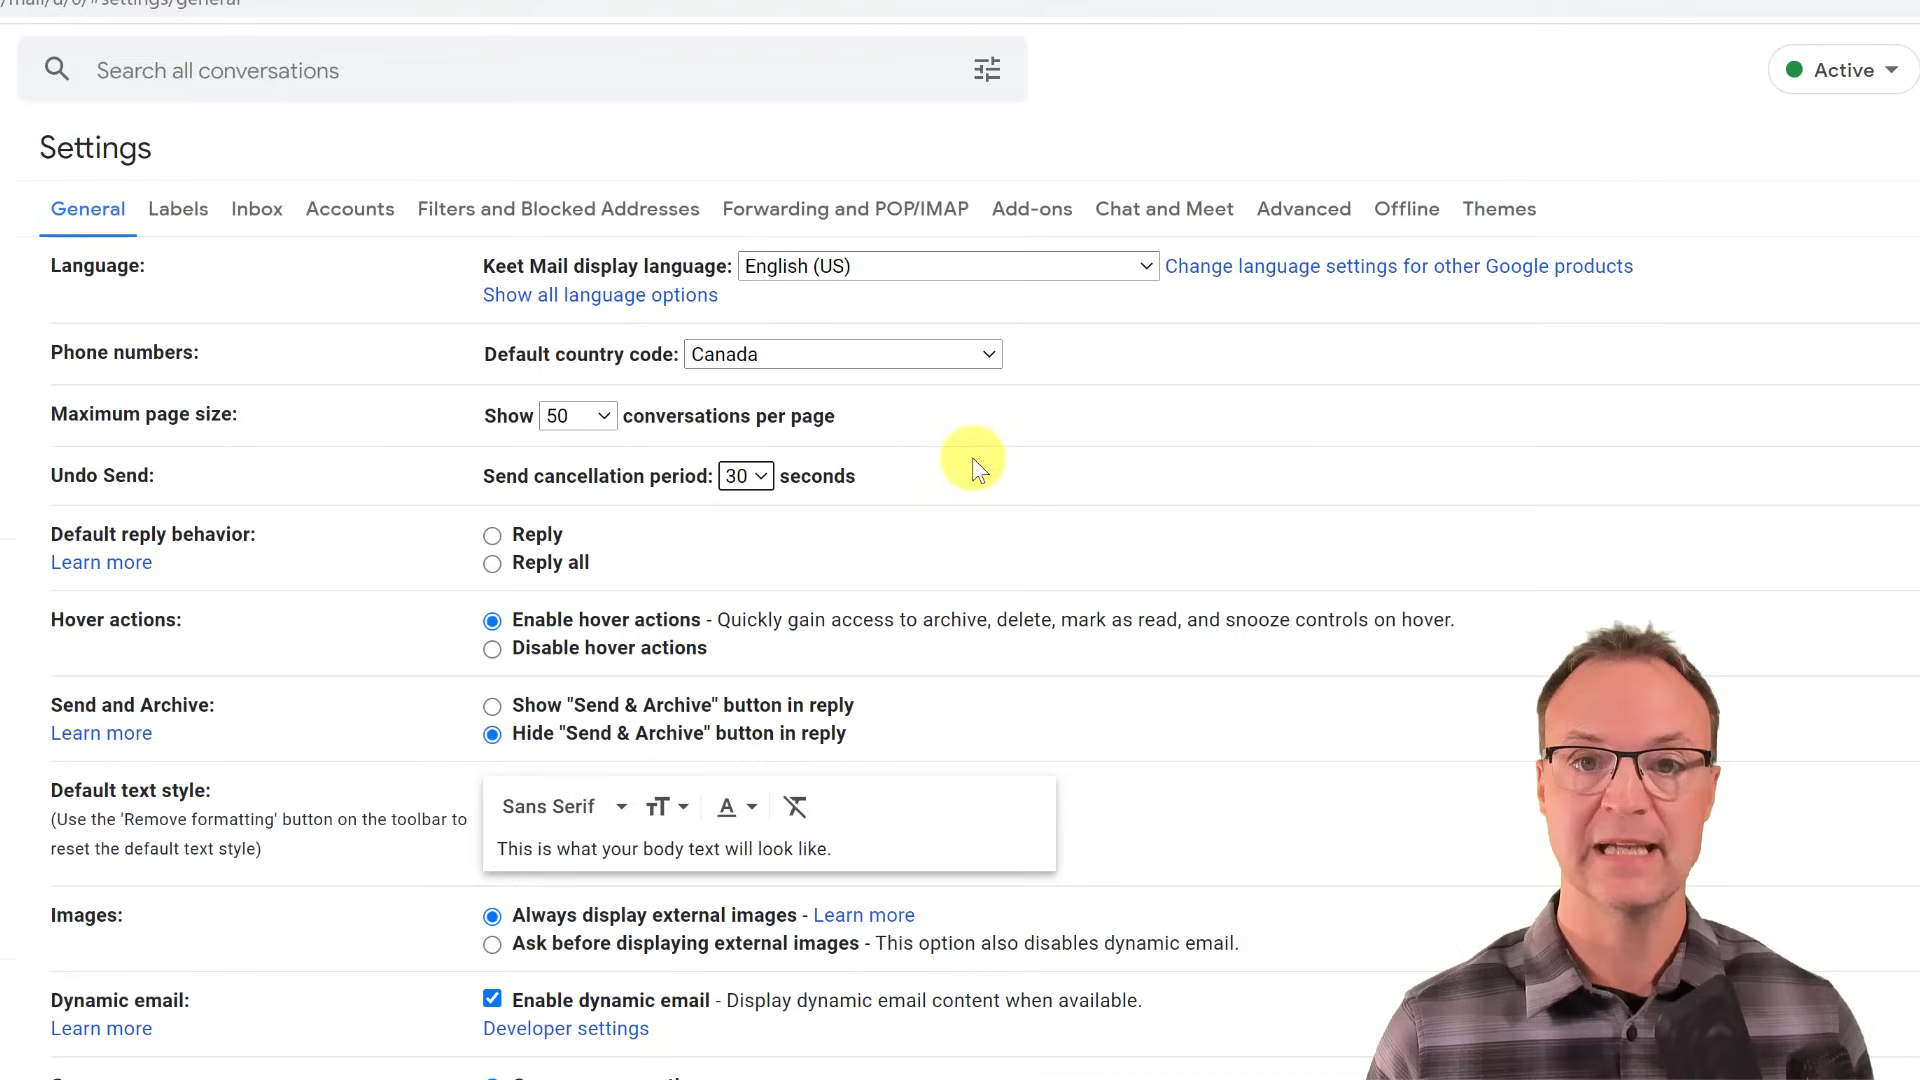 /mail/u/0/#settings/general
Search all conversations
Active
Settings
General Labels Inbox Accounts Filters and Blocked Addresses Forwarding and POP/IMAP Add-ons Chat and Meet Advanced Offline Themes
Language:
Keet Mail display language: English (US) Change language settings for other Google products
Show all language options
Phone numbers:
Default country code: Canada
Maximum page size:
Show 50 conversations per page
Undo Send:
Send cancellation period: 30 seconds
Default reply behavior:
Learn more
Reply
Reply all
Hover actions:
Enable hover actions - Quickly gain access to archive, delete, mark as read, and snooze controls on hover.
Disable hover actions
Send and Archive:
Learn more
Show "Send & Archive" button in reply
Hide "Send & Archive" button in reply
Default text style:
(Use the 'Remove formatting' button on the toolbar to
reset the default text style)
Sans Serif
This is what your body text will look like.
Images:
Always display external images - Learn more
Ask before displaying external images - This option also disables dynamic email.
Dynamic email:
Learn more
Enable dynamic email - Display dynamic email content when available.
Developer settings